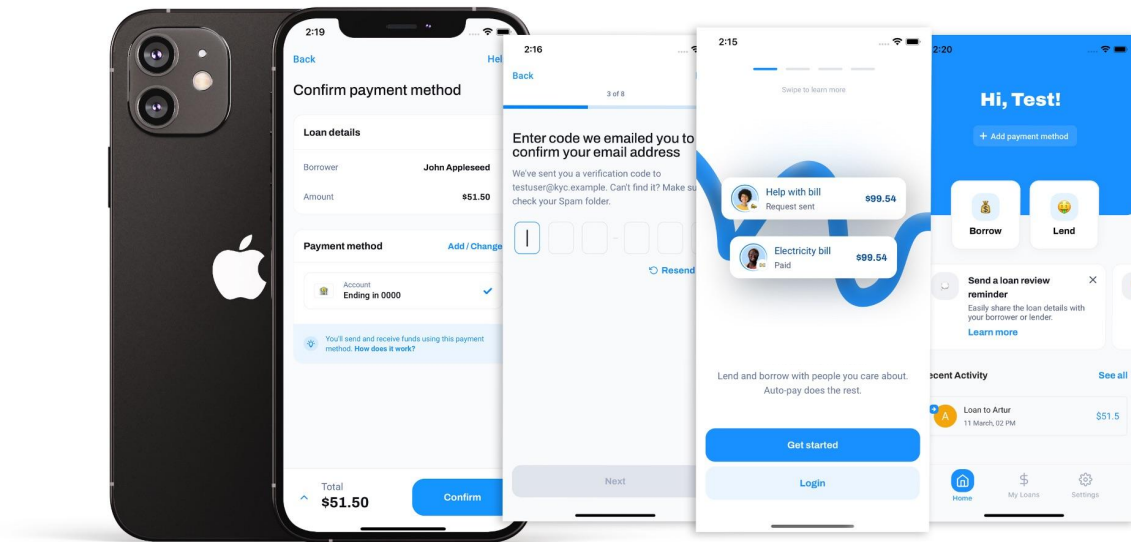 2:19
Back
Confirm payment method
Loan details
Borrower John Appleseed
Amount $51.50
Payment method Add / Change
Account
Ending in 0000
You'll send and receive funds using this payment
method. How does it work?
Total
$51.50
Confirm
2:16
Back
3 of 8
Enter code we emailed you to
confirm your email address
We've sent you a verification code to
testuser@kyc.example. Can't find it? Make su
check your Spam folder.
Resend
Next
2:15
Swipe to learn more
Help with bill
Request sent
$99.54
Electricity bill
Paid
$99.54
Lend and borrow with people you care about.
Auto-pay does the rest.
Get started
Login
2:20
Hi, Test!
+ Add payment method
Borrow
Lend
Send a loan review
reminder
Easily share the loan details with
your borrower or lender.
Learn more
ecent Activity See all
A
Loan to Artur
11 March, 02 PM
$51.5
Home
My Loans
Settings